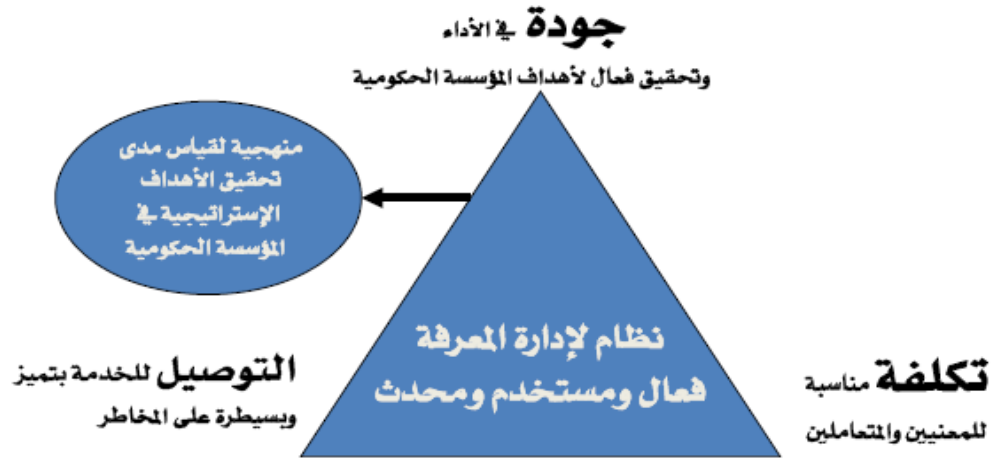 جودة في الأداء
وتحقيق فعال لأهداف المؤسسة الحكومية
منهجية لقياس مدى
تحقيق الأهداف
الإستراتيجية في
المؤسسة الحكومية
نظام لإدارة المعرفة
فعال ومستخدم ومحدث
تكلفة مناسبة
للمعنيين والمتعاملين
التوصيل للخدمة بتميز
وبسيطرة على المخاطر